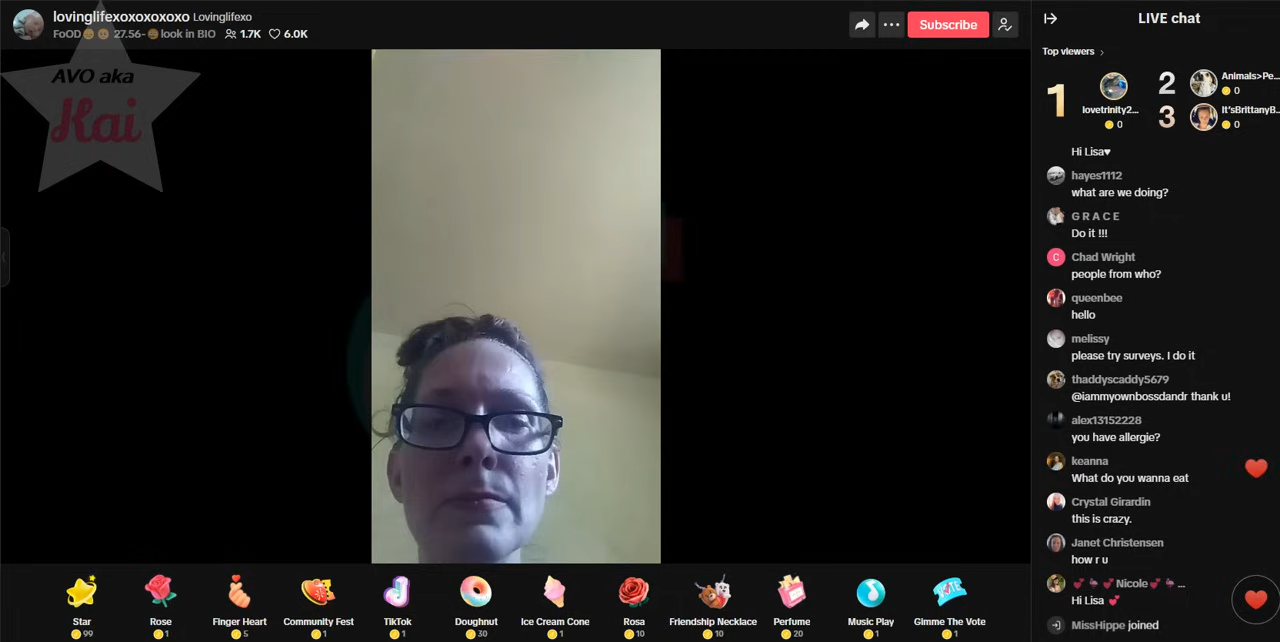 lovinglifexoxoxoxoxo Lovinglifexo
FoOD😔😔 27.56-😔look in BIO 1.7K 6.0K
Subscribe
AVO aka
Kai
LIVE chat
Top viewers
1
lovetrinity2...
0
2 Animals>Pe...
0
3 It'sBrittanyB...
0
Hi Lisa♥
hayes1112
what are we doing?
G R A C E
Do it !!!
C Chad Wright
people from who?
queenbee
hello
melissy
please try surveys. I do it
thaddyscaddy5679
@iammyownbossdandr thank u!
alex13152228
you have allergie?
keanna
What do you wanna eat
Crystal Girardin
this is crazy.
Janet Christensen
how r u
💕🦩💕Nicole💕🦩...
Hi Lisa 💕
MissHippe joined
Star Rose Finger Heart Community Fest TikTok Doughnut Ice Cream Cone Rosa Friendship Necklace Perfume Music Play Gimme The Vote
99 1 5 1 1 30 1 10 10 20 1 1